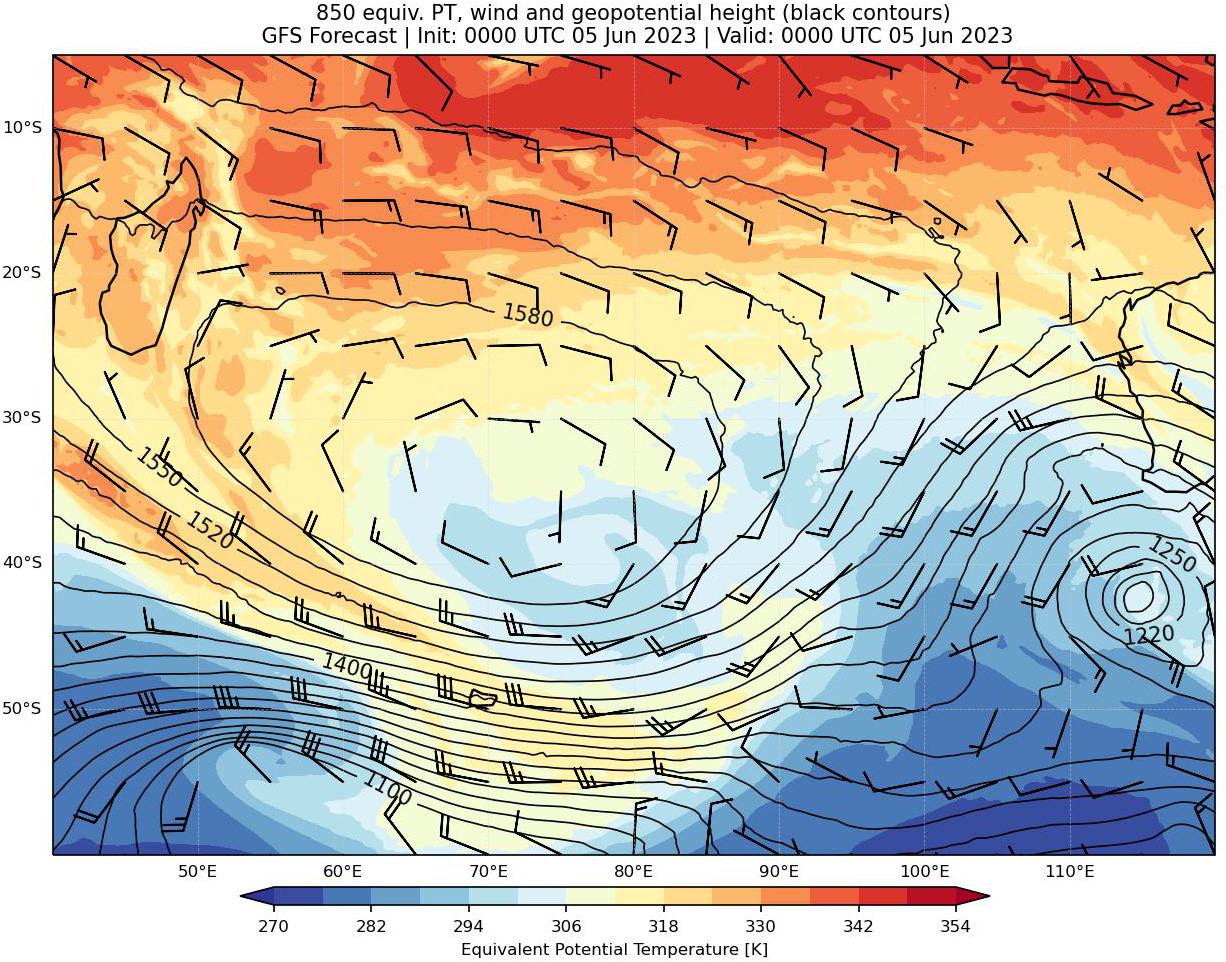 850 equiv. PT, wind and geopotential height (black contours)
GFS Forecast | Init: 0000 UTC 05 Jun 2023 | Valid: 0000 UTC 05 Jun 2023
10°S
20°S
30°S
40°S
50°S
1580
1550
1520
1400
1100
1250
1220
50°E 60°E 70°E 80°E 90°E 100°E 110°E
270 282 294 306 318 330 342 354
Equivalent Potential Temperature [K]